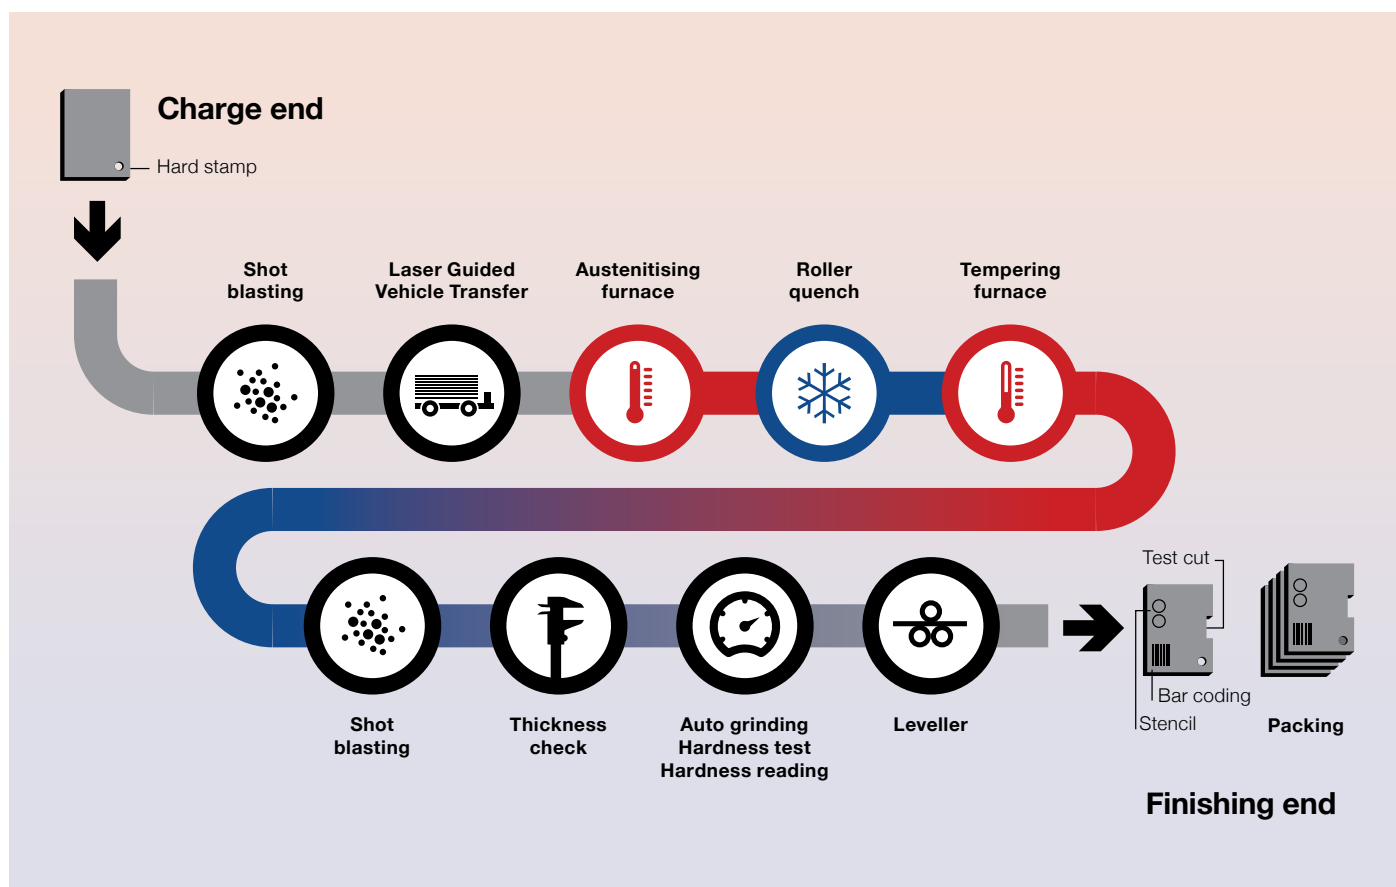 Charge end
Hard stamp
Shot
blasting
Laser Guided
Vehicle Transfer
Austenitising
furnace
Roller
quench
Tempering
furnace
Shot
blasting
Thickness
check
Auto grinding
Hardness test
Hardness reading
Leveller
Test cut
Bar coding
Stencil
Packing
Finishing end